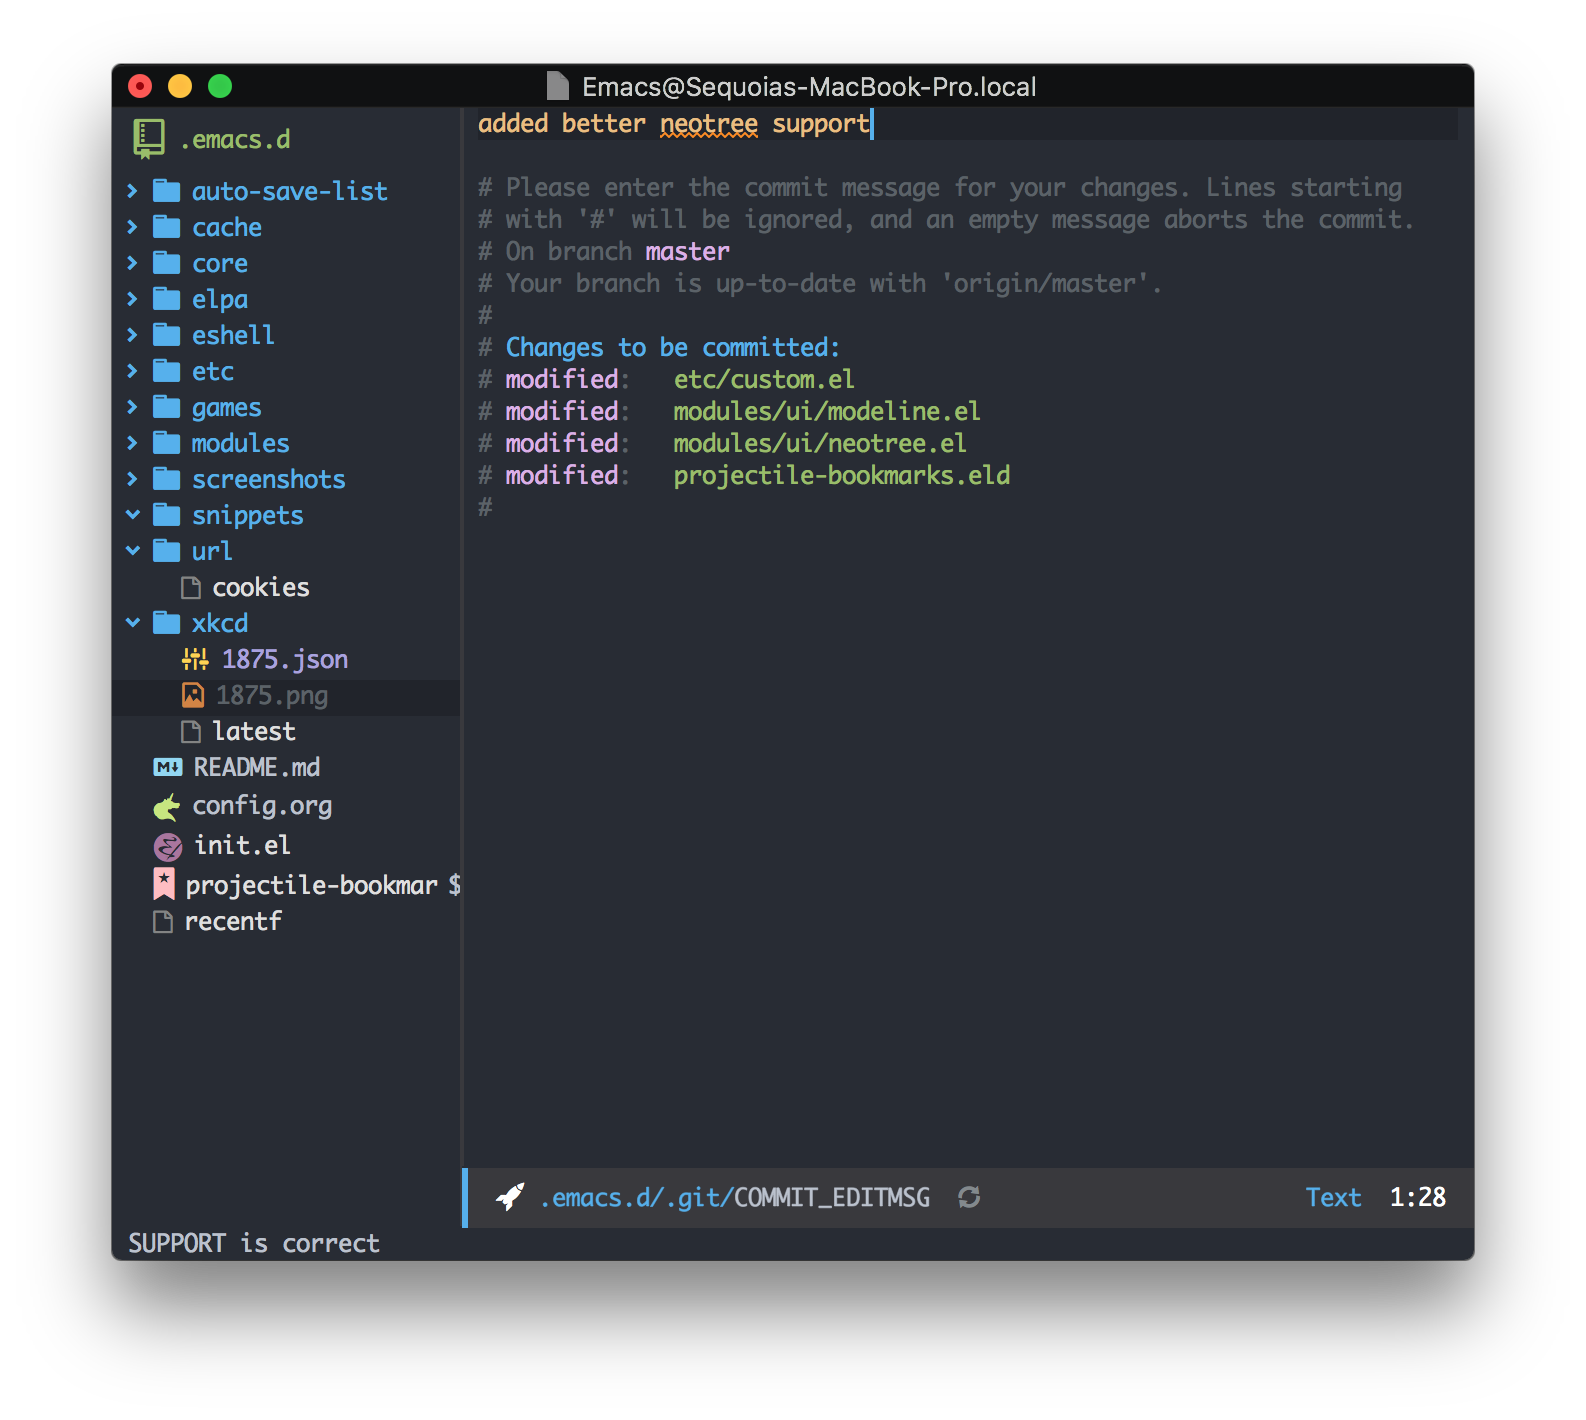 Emacs@Sequoias-MacBook-Pro.local
.emacs.d
auto-save-list
cache
core
elpa
eshell
etc
games
modules
screenshots
snippets
url
cookies
xkcd
1875.json
1875.png
latest
README.md
config.org
init.el
projectile-bookmar $
recentf
added better neotree support
# Please enter the commit message for your changes. Lines starting
# with '#' will be ignored, and an empty message aborts the commit.
# On branch master
# Your branch is up-to-date with 'origin/master'.
#
# Changes to be committed:
# modified:   etc/custom.el
# modified:   modules/ui/modeline.el
# modified:   modules/ui/neotree.el
# modified:   projectile-bookmarks.eld
#
.emacs.d/.git/COMMIT_EDITMSG Text 1:28
SUPPORT is correct